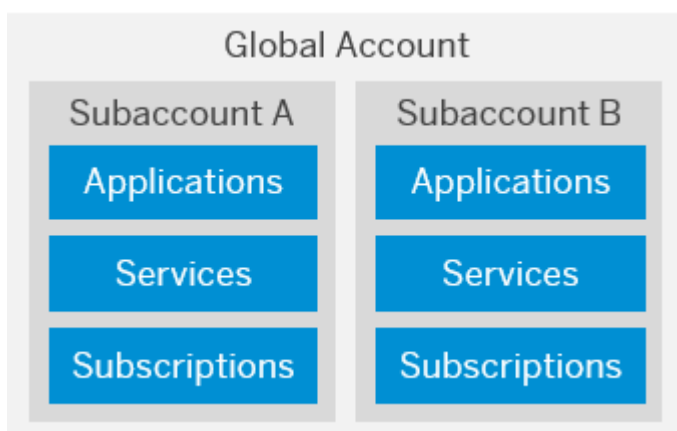 Global Account
Subaccount A
Applications
Services
Subscriptions
Subaccount B
Applications
Services
Subscriptions